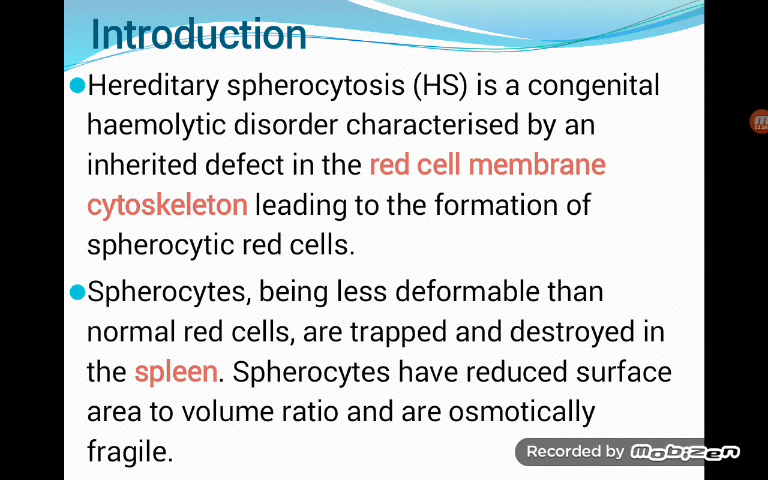 Introduction
Hereditary spherocytosis (HS) is a congenital
haemolytic disorder characterised by an
inherited defect in the red cell membrane
cytoskeleton leading to the formation of
spherocytic red cells.
Spherocytes, being less deformable than
normal red cells, are trapped and destroyed in
the spleen. Spherocytes have reduced surface
area to volume ratio and are osmotically
fragile.
Recorded by mobizen